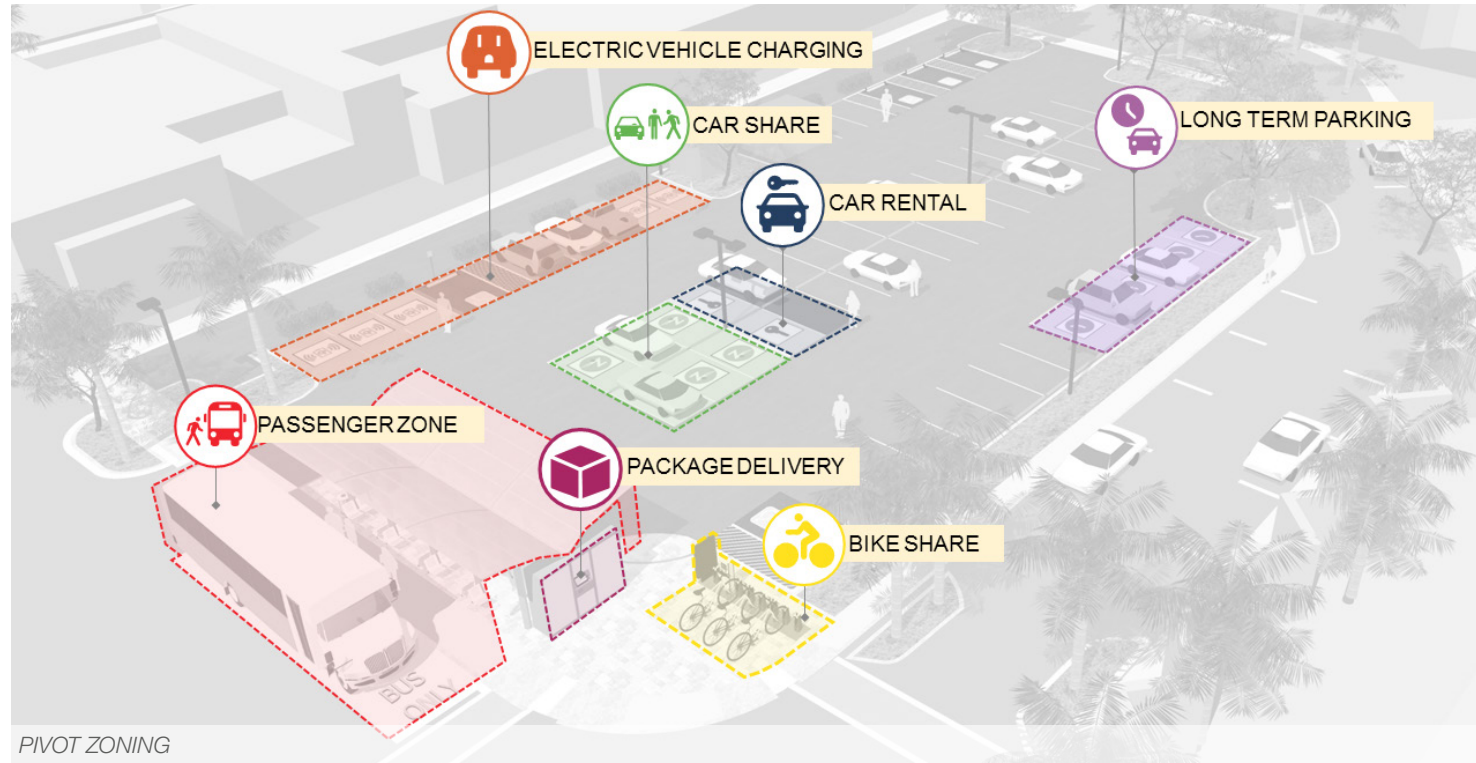 ELECTRIC VEHICLE CHARGING
CAR SHARE
LONG TERM PARKING
CAR RENTAL
PASSENGER ZONE
PACKAGE DELIVERY
BIKE SHARE
BUS
ONLY
PIVOT ZONING